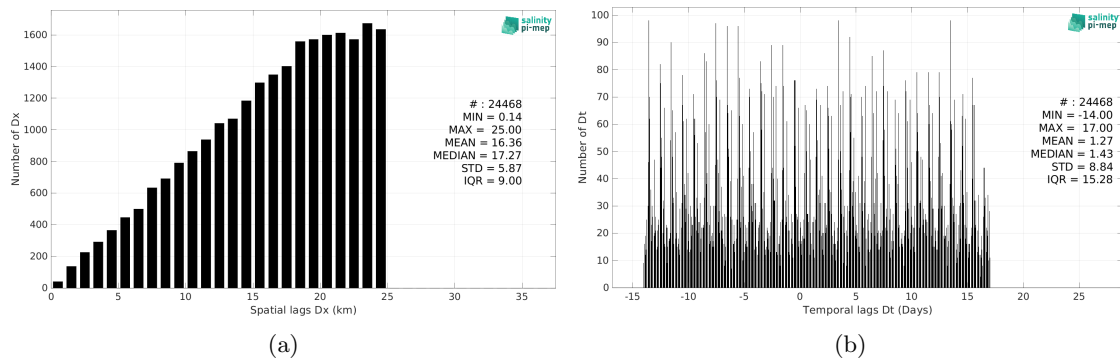 1600
1400
1200
1000
800
600
400
200
0
Number of Dx
0
5
10
15
20
25
30
35
Spatial lags Dx (km)
salinity
pi-mep
# : 24468
MIN = 0.14
MAX = 25.00
MEAN = 16.36
MEDIAN = 17.27
STD = 5.87
IQR = 9.00
(a)
100
90
80
70
60
50
40
30
20
10
0
Number of Dt
-15
-10
-5
0
5
10
15
20
25
Temporal lags Dt (Days)
salinity
pi-mep
# : 24468
MIN = -14.00
MAX = 17.00
MEAN = 1.27
MEDIAN = 1.43
STD = 8.84
IQR = 15.28
(b)